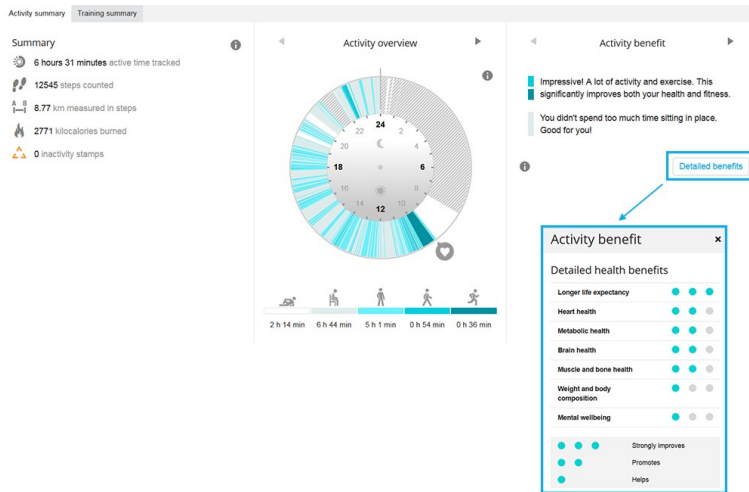 Activity summary
Training summary
Summary
6 hours 31 minutes active time tracked
12545 steps counted
A B
8.77 km measured in steps
2771 kilocalories burned
0 inactivity stamps
Activity overview
24
22 2
20 4
18 6
16 8
14 10
12
2 h 14 min 6 h 44 min 5 h 1 min 0 h 54 min 0 h 36 min
Activity benefit
Impressive! A lot of activity and exercise. This
significantly improves both your health and fitness.
You didn't spend too much time sitting in place.
Good for you!
Detailed benefits
Activity benefit ×
Detailed health benefits
Longer life expectancy
Heart health
Metabolic health
Brain health
Muscle and bone health
Weight and body
composition
Mental wellbeing
Strongly improves
Promotes
Helps